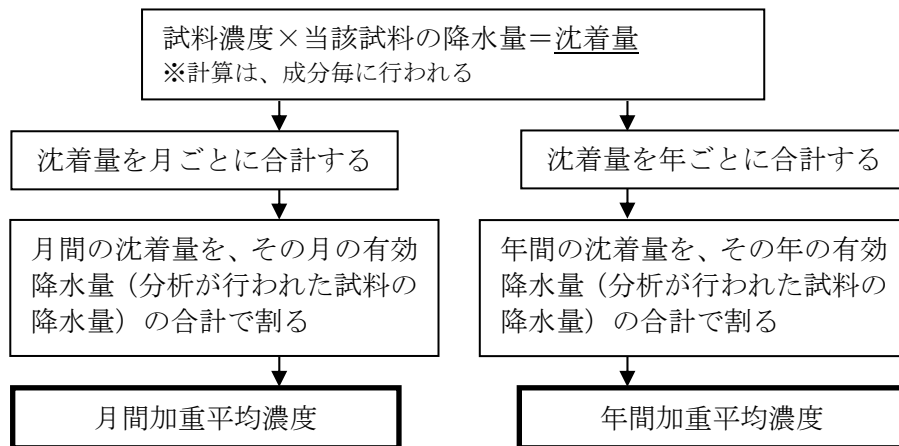 試料濃度×当該試料の降水量＝沈着量
※計算は、成分毎に行われる
沈着量を月ごとに合計する
月間の沈着量を、その月の有効
降水量（分析が行われた試料の
降水量）の合計で割る
月間加重平均濃度
沈着量を年ごとに合計する
年間の沈着量を、その年の有効
降水量（分析が行われた試料の
降水量）の合計で割る
年間加重平均濃度